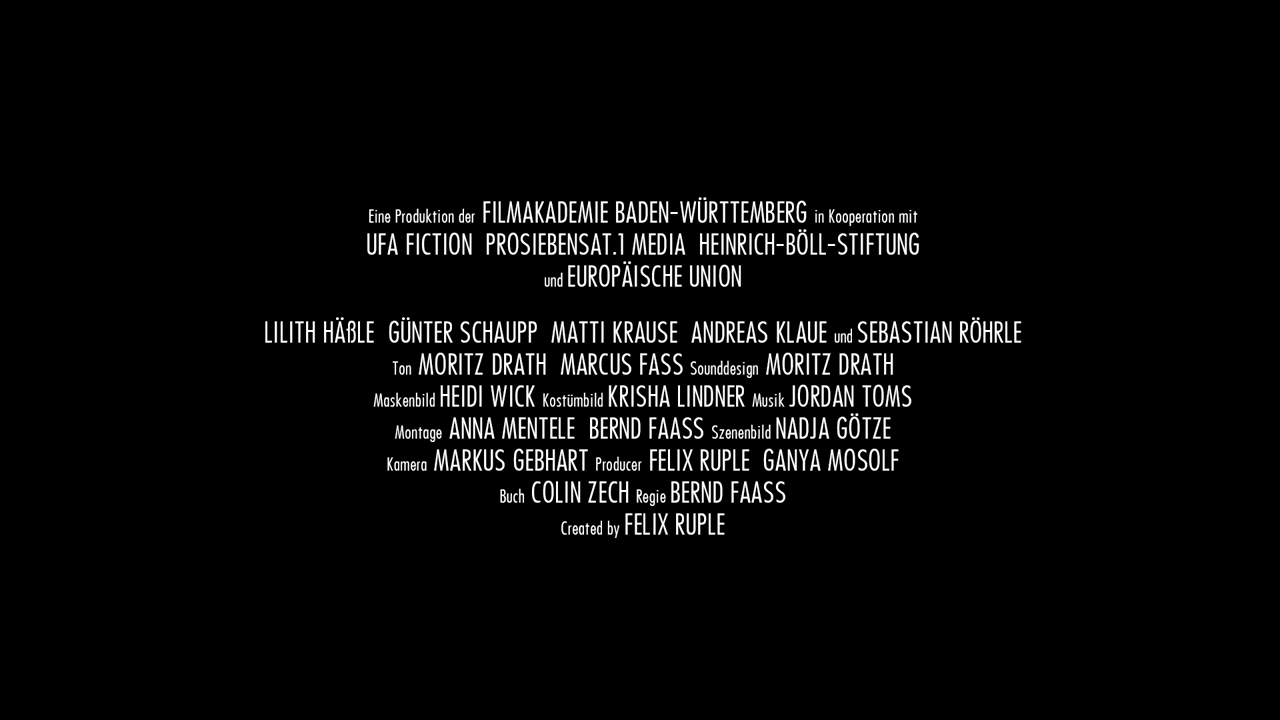 Eine Produktion der FILMAKADEMIE BADEN-WÜRTTEMBERG in Kooperation mit
UFA FICTION PROSIEBENSAT.1 MEDIA HEINRICH-BÖLL-STIFTUNG
und EUROPÄISCHE UNION
LILITH HÄßLE GÜNTER SCHAUPP MATTI KRAUSE ANDREAS KLAUE und SEBASTIAN RÖHRLE
Ton MORITZ DRATH MARCUS FASS Sounddesign MORITZ DRATH
Maskenbild HEIDI WICK Kostümbild KRISHA LINDNER Musik JORDAN TOMS
Montage ANNA MENTELE BERND FAASS Szenenbild NADJA GÖTZE
Kamera MARKUS GEBHART Producer FELIX RUPLE GANYA MOSOLF
Buch COLIN ZECH Regie BERND FAASS
Created by FELIX RUPLE